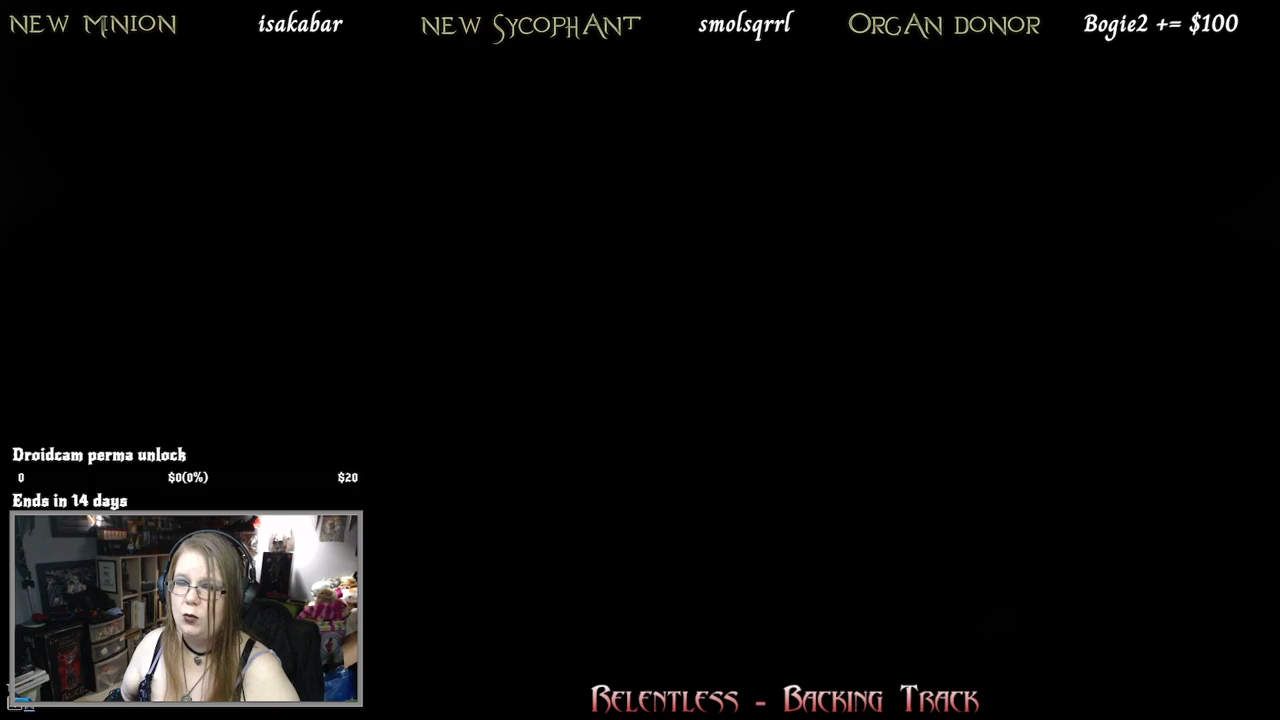 NEW MINION isakabar NEW SYCOPHANT smolsqrrl ORGAN DONOR Bogie2 += $100
Droidcam perma unlock
0 $0(0%) $20
Ends in 14 days
RELENTLESS - BACKING TRACK